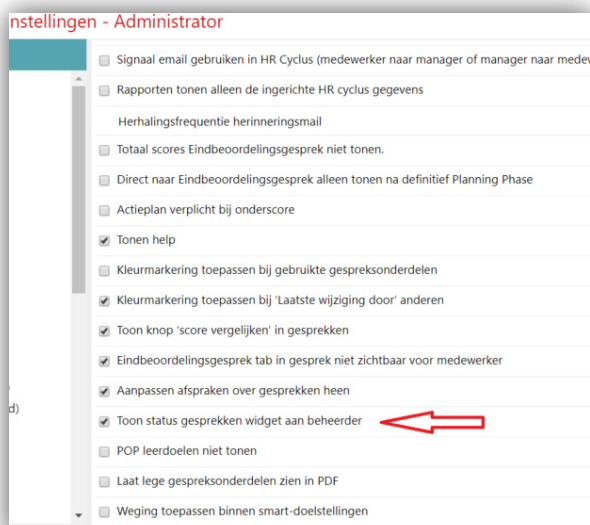 nstellingen - Administrator
Signaal email gebruiken in HR Cyclus (medewerker naar manager of manager naar medew
Rapporten tonen alleen de ingerichte HR cyclus gegevens
Herhalingsfrequentie herinneringsmail
Totaal scores Eindbeoordelingsgesprek niet tonen.
Direct naar Eindbeoordelingsgesprek alleen tonen na definitief Planning Phase
Actieplan verplicht bij onderscore
Tonen help
Kleurmarkering toepassen bij gebruikte gespreksonderdelen
Kleurmarkering toepassen bij 'Laatste wijziging door' anderen
Toon knop 'score vergelijken' in gesprekken
Eindbeoordelingsgesprek tab in gesprek niet zichtbaar voor medewerker
Aanpassen afspraken over gesprekken heen
d)
Toon status gesprekken widget aan beheerder
POP leerdoelen niet tonen
Laat lege gespreksonderdelen zien in PDF
Weging toepassen binnen smart-doelstellingen